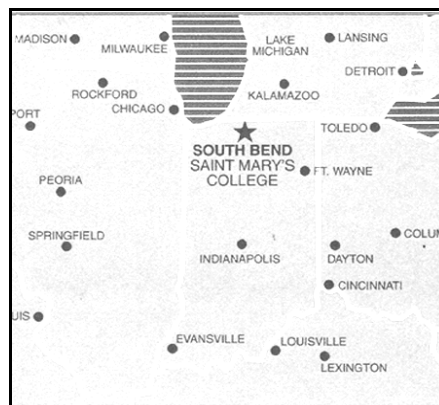 MADISON
MILWAUKEE
LAKE
MICHIGAN
LANSING
DETROIT
ROCKFORD
KALAMAZOO
CHICAGO
PORT
TOLEDO
SOUTH BEND
SAINT MARY'S
COLLEGE
FT. WAYNE
PEORIA
SPRINGFIELD
COLUM
INDIANAPOLIS
DAYTON
CINCINNATI
UIS
EVANSVILLE
LOUISVILLE
LEXINGTON